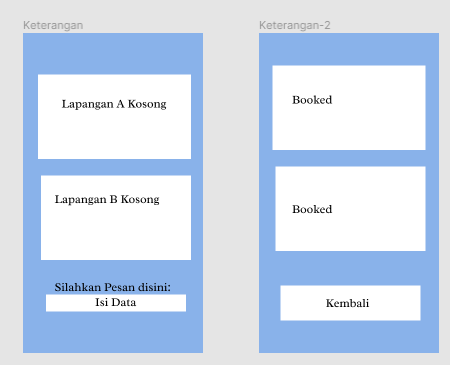 Keterangan
Lapangan A Kosong
Lapangan B Kosong
Silahkan Pesan disini:
Isi Data
Keterangan-2
Booked
Booked
Kembali